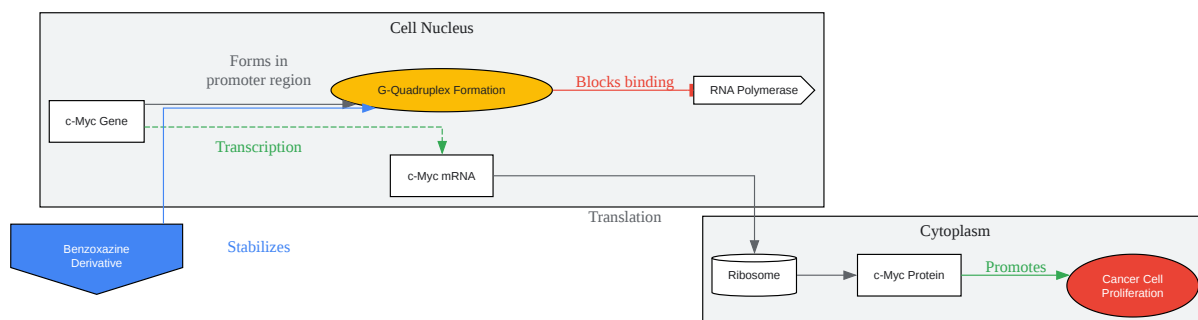 Cell Nucleus
Forms in
promoter region
G-Quadruplex Formation
Blocks binding
RNA Polymerase
c-Myc Gene
Transcription
c-Myc mRNA
Translation
Benzoxazine
Derivative
Stabilizes
Cytoplasm
Ribosome
c-Myc Protein
Promotes
Cancer Cell
Proliferation